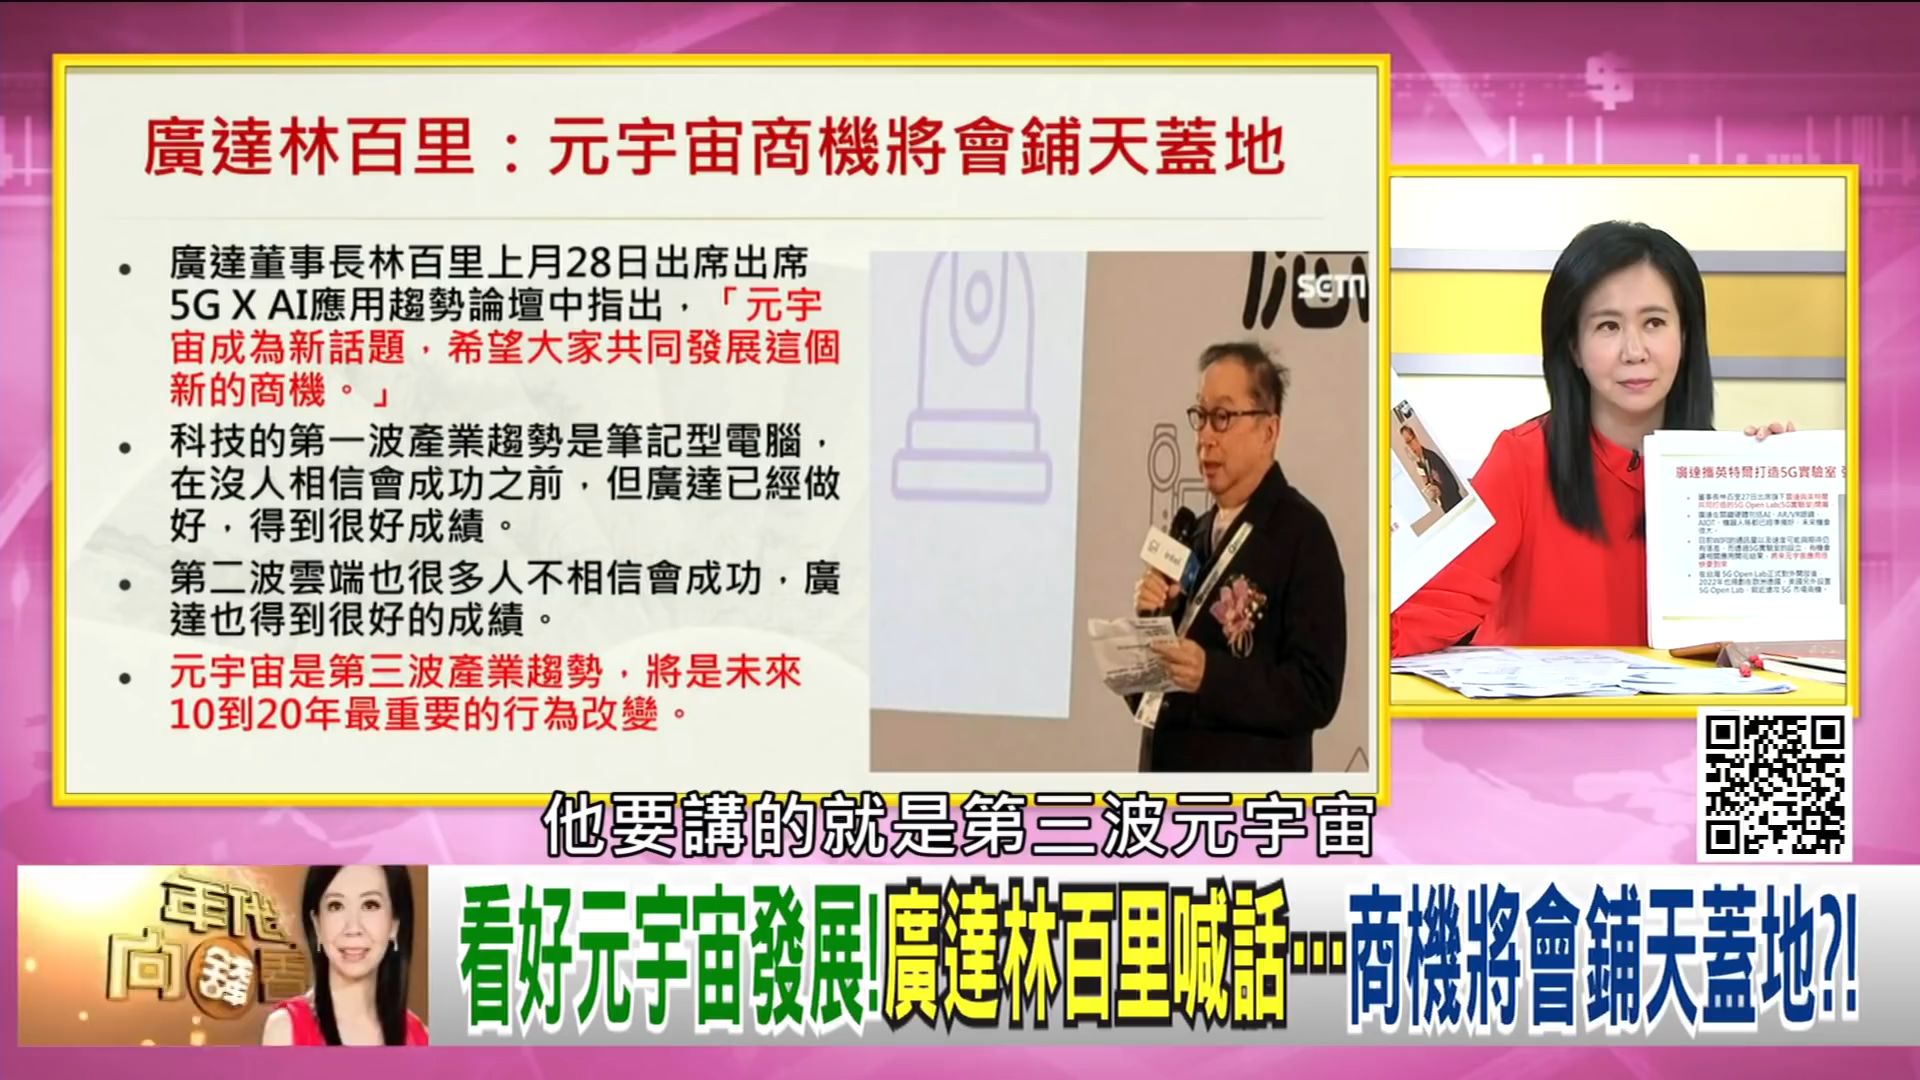 廣達林百里：元宇宙商機將會鋪天蓋地
• 廣達董事長林百里上月28日出席出席
5G X AI應用趨勢論壇中指出，「元宇
宙成為新話題，希望大家共同發展這個
新的商機。」
• 科技的第一波產業趨勢是筆記型電腦，
在沒人相信會成功之前，但廣達已經做
好，得到很好成績。
• 第二波雲端也很多人不相信會成功，廣
達也得到很好的成績。
• 元宇宙是第三波產業趨勢，將是未來
10到20年最重要的行為改變。
SETN
intel
廣達攜英特爾打造5G實驗室
他要講的就是第三波元宇宙
年代向錢看
看好元宇宙發展!廣達林百里喊話…商機將會鋪天蓋地?!